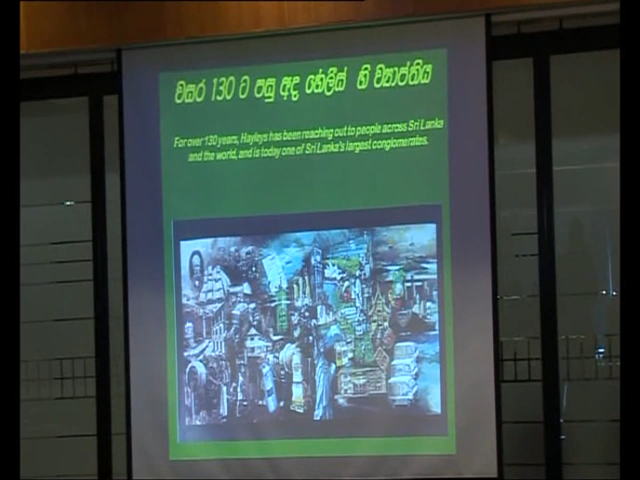 වසර 130 ට පසු අද හේලීස් හි ව්‍යාප්තිය
For over 130 years, Hayleys has been reaching out to people across Sri Lanka
and the world, and is today one of Sri Lanka's largest conglomerates.